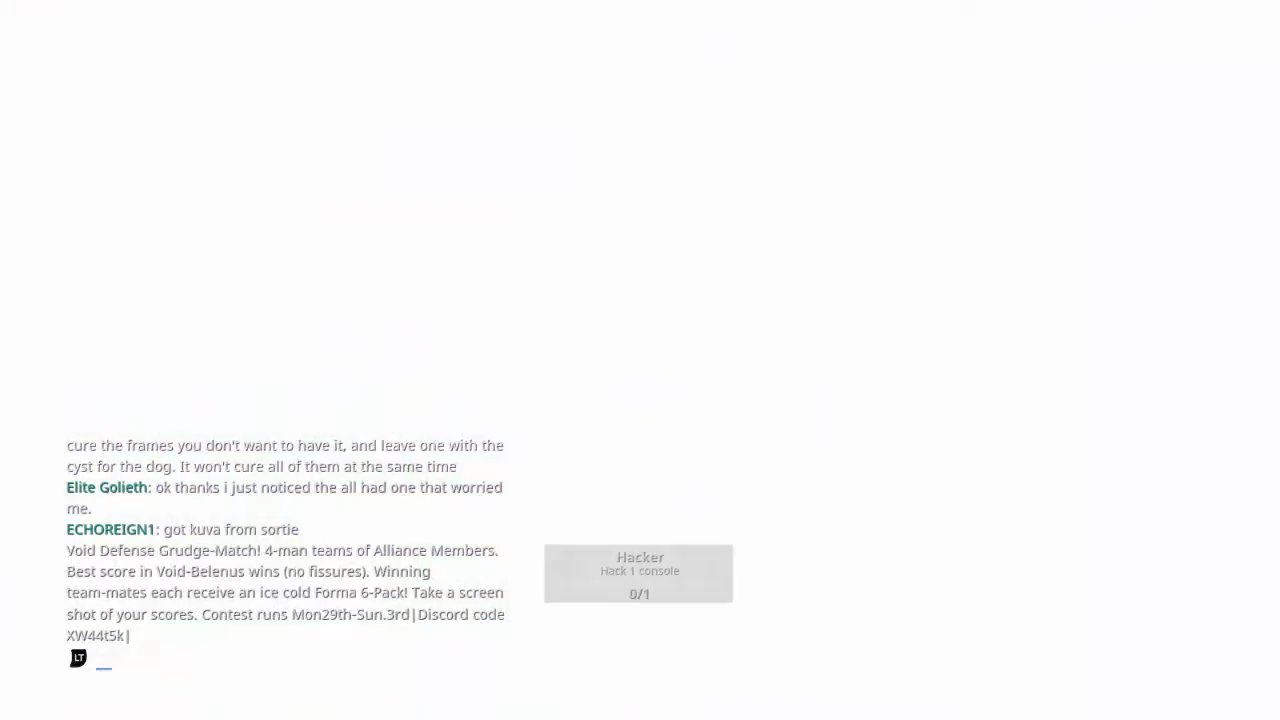 cure the frames you don't want to have it, and leave one with the
cyst for the dog. It won't cure all of them at the same time
Elite Golieth: ok thanks i just noticed the all had one that worried
me.
ECHOREIGN1: got kuva from sortie
Void Defense Grudge-Match! 4-man teams of Alliance Members.
Best score in Void-Belenus wins (no fissures). Winning
team-mates each receive an ice cold Forma 6-Pack! Take a screen
shot of your scores. Contest runs Mon29th-Sun.3rd|Discord code
XW44t5k|
LT
Hacker
Hack 1 console
0/1